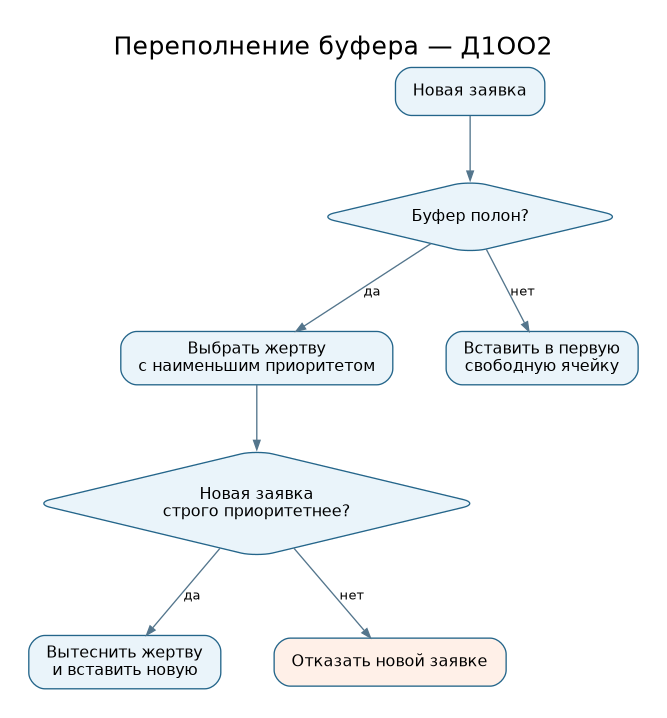 Переполнение буфера — Д1ОО2
Новая заявка
Буфер полон?
да
нет
Выбрать жертву
с наименьшим приоритетом
Вставить в первую
свободную ячейку
Новая заявка
строго приоритетнее?
да
нет
Вытеснить жертву
и вставить новую
Отказать новой заявке